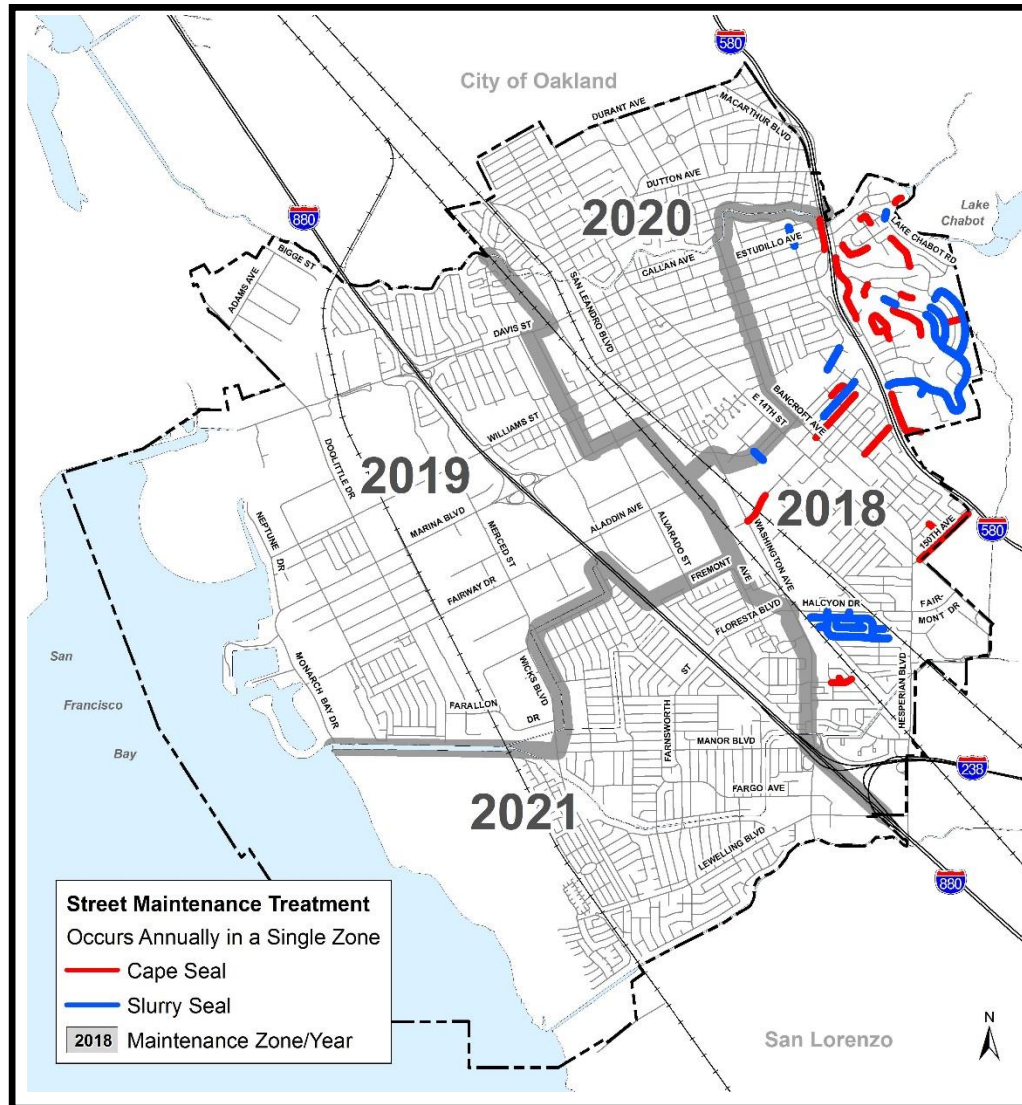 580
City of Oakland
DURANT AVE
MACARTHUR BLVD
DUTTON AVE
Lake
Chabot
880
2020
LAKE CHABOT RD
BIGGE ST
ESTUDILLO AVE
ADAMS AVE
CALLAN AVE
SAN LEANDRO BLVD
DAVIS ST
BANCROFT AVE
E 14TH ST
WILLIAMS ST
DOOLITTLE DR
2019
2018
NEPTUNE DR
MARINA BLVD
MERCED ST
ALADDIN AVE
ALVARADO ST
WASHINGTON AVE
150TH AVE
580
FAIRWAY DR
FREMONT
AVE
FLORESTA BLVD
HALCYON DR
FAIR-
MONT DR
San
Francisco
Bay
MONARCH BAY DR
WICKS BLVD
ST
HESPERIAN BLVD
FARALLON
DR
FARNSWORTH
MANOR BLVD
238
FARGO AVE
2021
LEWELLING BLVD
880
Street Maintenance Treatment
Occurs Annually in a Single Zone
Cape Seal
Slurry Seal
2018 Maintenance Zone/Year
San Lorenzo
N